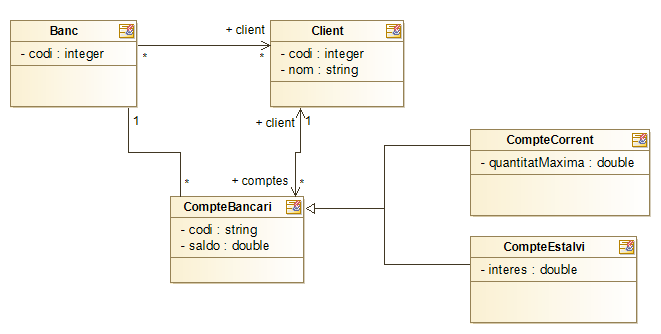 Banc
- codi : integer
+ client
Client
- codi : integer
- nom : string
*
*
1
+ client
1
+ comptes
*
*
CompteBancari
- codi : string
- saldo : double
CompteCorrent
- quantitatMaxima : double
CompteEstalvi
- interes : double